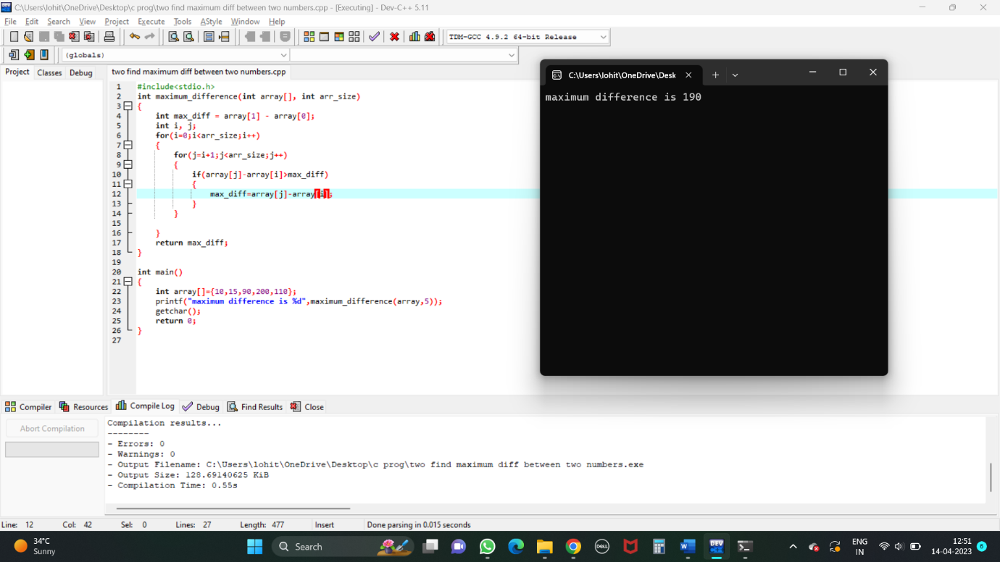 C:\Users\lohit\OneDrive\Desktop\c prog\two find maximum diff between two numbers.cpp - [Executing] - Dev-C++ 5.11
File Edit Search View Project Execute Tools AStyle Window Help
TDM-GCC 4.9.2 64-bit Release
(globals)
Project Classes Debug
two find maximum diff between two numbers.cpp
1 #include<stdio.h>
2 int maximum_difference(int array[], int arr_size)
3 {
4 int max_diff = array[1] - array[0];
5 int i, j;
6 for(i=0;i<arr_size;i++)
7 {
8 for(j=i+1;j<arr_size;j++)
9 {
10 if(array[j]-array[i]>max_diff)
11 {
12 max_diff=array[j]-array[i];
13 }
14 }
15
16 }
17 return max_diff;
18 }
19
20 int main()
21 {
22 int array[]={10,15,90,200,110};
23 printf("maximum difference is %d",maximum_difference(array,5));
24 getchar();
25 return 0;
26 }
27
C:\Users\lohit\OneDrive\Desk
maximum difference is 190
Compiler Resources Compile Log Debug Find Results Close
Abort Compilation
Compilation results...
--------
- Errors: 0
- Warnings: 0
- Output Filename: C:\Users\lohit\OneDrive\Desktop\c prog\two find maximum diff between two numbers.exe
- Output Size: 128.69140625 KiB
- Compilation Time: 0.55s
Line: 12 Col: 42 Sel: 0 Lines: 27 Length: 477 Insert Done parsing in 0.015 seconds
34°C
Sunny
Search
DELL
W
DEV
ENG
IN
12:51
14-04-2023
6